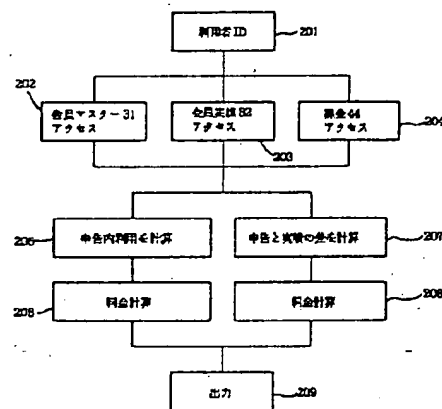 利用者ID
201
202
会員マスター31
アクセス
会員実績32
アクセス
203
課金44
アクセス
204
申告内利用を計算
207
申告と実績の差を計算
料金計算
208
料金計算
208
出力
209